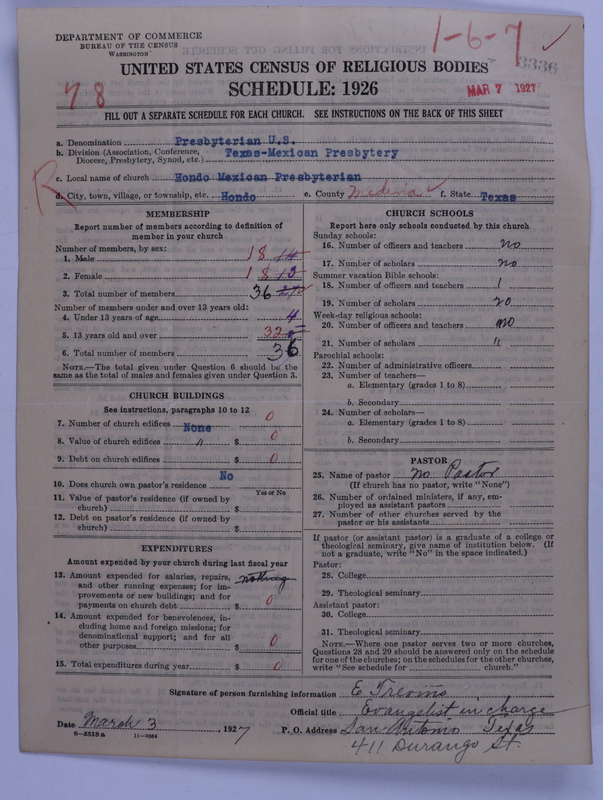 DEPARTMENT OF COMMERCE
BUREAU OF THE CENSUS
WASHINGTON
1-6-7 ✓
3336
UNITED STATES CENSUS OF RELIGIOUS BODIES
78
SCHEDULE: 1926
MAR 7 1927
FILL OUT A SEPARATE SCHEDULE FOR EACH CHURCH. SEE INSTRUCTIONS ON THE BACK OF THIS SHEET
a. Denomination Presbyterian U.S.
b. Division (Association, Conference, Diocese, Presbytery, Synod, etc.) Texas-Mexican Presbytery
c. Local name of church Hondo Mexican Presbyterian
R
d. City, town, village, or township, etc. Hondo e. County Medina ✓ f. State Texas
MEMBERSHIP
Report number of members according to definition of
member in your church
Number of members, by sex:
1. Male 18 14
2. Female 18 13
3. Total number of members 36 27
Number of members under and over 13 years old:
4. Under 13 years of age 4
5. 13 years old and over 32
6. Total number of members 36
NOTE.—The total given under Question 6 should be the
same as the total of males and females given under Question 3.
CHURCH BUILDINGS
See instructions, paragraphs 10 to 12
7. Number of church edifices None 0
8. Value of church edifices " $ 0
9. Debt on church edifices $ 0
10. Does church own pastor's residence No
Yes or No
11. Value of pastor's residence (if owned by
church) $
12. Debt on pastor's residence (if owned by
church) $
EXPENDITURES
Amount expended by your church during last fiscal year
13. Amount expended for salaries, repairs, nothing
and other running expenses; for im-
provements or new buildings; and for
payments on church debt $ 0
14. Amount expended for benevolences, in-
cluding home and foreign missions; for
denominational support; and for all
other purposes $ 0
15. Total expenditures during year $ 0
CHURCH SCHOOLS
Report here only schools conducted by this church
Sunday schools:
16. Number of officers and teachers no
17. Number of scholars no
Summer vacation Bible schools:
18. Number of officers and teachers 1
19. Number of scholars 20
Week-day religious schools:
20. Number of officers and teachers no
21. Number of scholars "
Parochial schools:
22. Number of administrative officers
23. Number of teachers—
a. Elementary (grades 1 to 8)
b. Secondary
24. Number of scholars—
a. Elementary (grades 1 to 8)
b. Secondary
PASTOR
25. Name of pastor no Pastor
(If church has no pastor, write "None")
26. Number of ordained ministers, if any, em-
ployed as assistant pastors
27. Number of other churches served by the
pastor or his assistants
If pastor (or assistant pastor) is a graduate of a college or
theological seminary, give name of institution below. (If
not a graduate, write "No" in the space indicated.)
Pastor:
28. College
29. Theological seminary
Assistant pastor:
30. College
31. Theological seminary
NOTE.—Where one pastor serves two or more churches,
Questions 28 and 29 should be answered only on the schedule
for one of the churches; on the schedules for the other churches,
write "See schedule for church."
Signature of person furnishing information E Trevino
Official title Evangelist in charge
Date March 3, 1927 P. O. Address San Antonio Texas
8-5518a 11-9064
411 Durango St.